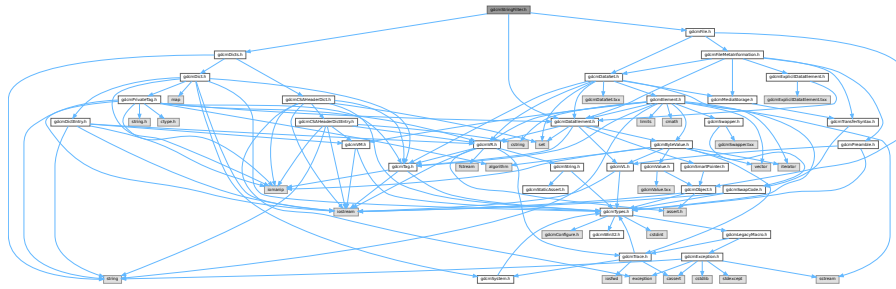 gdcmStringFilter.h
gdcmFile.h
gdcmDicts.h
gdcmFileMetaInformation.h
gdcmDict.h
gdcmDataSet.h
gdcmExplicitDataElement.h
gdcmPrivateTag.h
map
gdcmCSAHeaderDict.h
gdcmDataSet.txx
gdcmElement.h
gdcmMediaStorage.h
gdcmExplicitDataElement.txx
gdcmDictEntry.h
string.h
ctype.h
gdcmCSAHeaderDictEntry.h
gdcmDataElement.h
limits
cmath
gdcmSwapper.h
gdcmTransferSyntax.h
gdcmVM.h
gdcmVR.h
cstring
set
gdcmByteValue.h
gdcmSwapper.txx
gdcmPreamble.h
gdcmTag.h
fstream
algorithm
gdcmString.h
gdcmVL.h
gdcmValue.h
gdcmSmartPointer.h
vector
iterator
iomanip
gdcmStaticAssert.h
gdcmValue.txx
gdcmObject.h
gdcmSwapCode.h
iostream
gdcmTypes.h
assert.h
gdcmConfigure.h
gdcmWin32.h
cstdint
gdcmLegacyMacro.h
gdcmTrace.h
gdcmException.h
string
gdcmSystem.h
iosfwd
exception
cassert
cstdlib
stdexcept
sstream